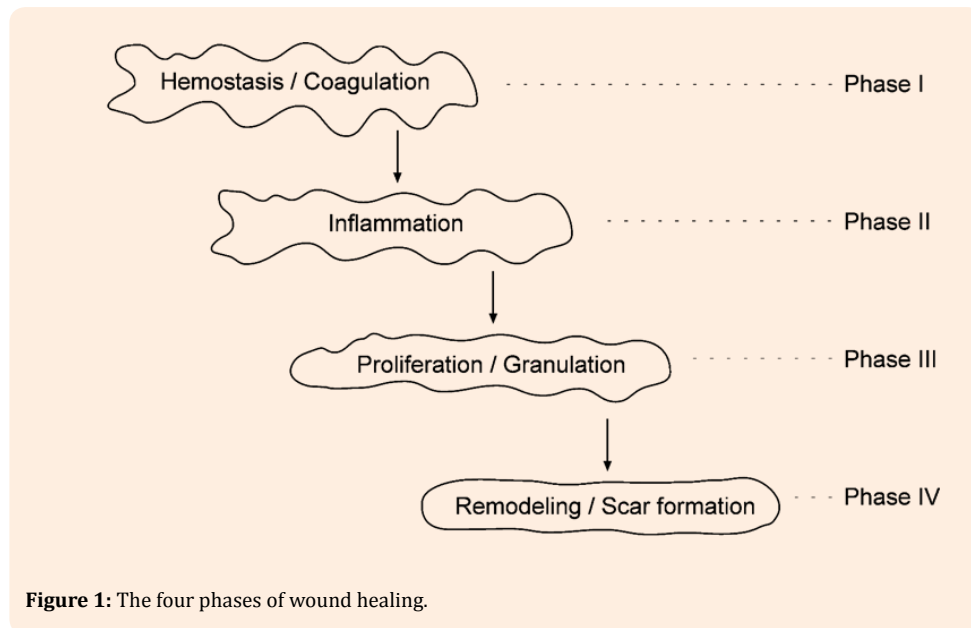 Hemostasis / Coagulation Phase I
Inflammation Phase II
Proliferation / Granulation Phase III
Remodeling / Scar formation Phase IV
Figure 1: The four phases of wound healing.